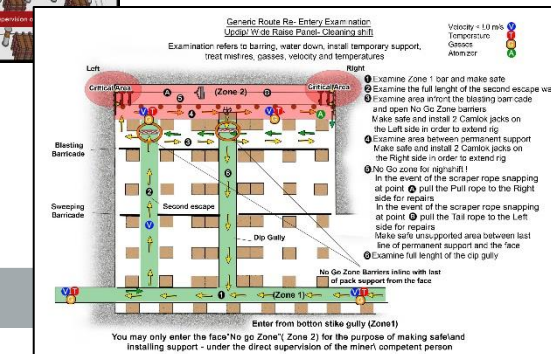 pervision o
Generic Route Re- Entery Examination
Updip/ Wide Raise Panel- Cleaning shift
Examination refers to barring, water down, install temporary support,
treat misfires, gasses, velocity and temperatures
Velocity < 1.0 m/s V
Temperature T
Gasses G
Atomizer A
Left
Right
Critical Area
Critical Area
A (Zone 2) B
5
4
V T
G
V T
G
A
3
Blasting
Barricade
2
6
Sweeping
Barricade
Second escape
V
Dip Gully
No Go Zone Barriers inline with last
of pack support from the face
V T
G
1 (Zone 1)
V T
G
Enter from botton stike gully (Zone1)
You may only enter the face"No go Zone"( Zone 2) for the purpose of making safe\and
installing support - under the direct supervision of the miner\ competent person
1 Examine Zone 1 bar and make safe
2 Examine the full lenght of the second escape wa
3 Examine area infront the blasting barricade
and open No Go Zone barriers
Make safe and install 2 Camlok jacks on
the Left side in order to extend rig
4 Examine area between permanent support
Make safe and install 2 Camlok jacks on
the Right side in order to extend rig
5 No Go zone for nighshift !
In the event of the scraper rope snapping
at point A pull the Pull rope to the Right
side for repairs
In the event of the scraper rope snapping
at point B pull the Tail rope to the Left
side for repairs
Make safe unsupported area between last
line of permanent support and the face
6 Examine full lenght of the dip gully